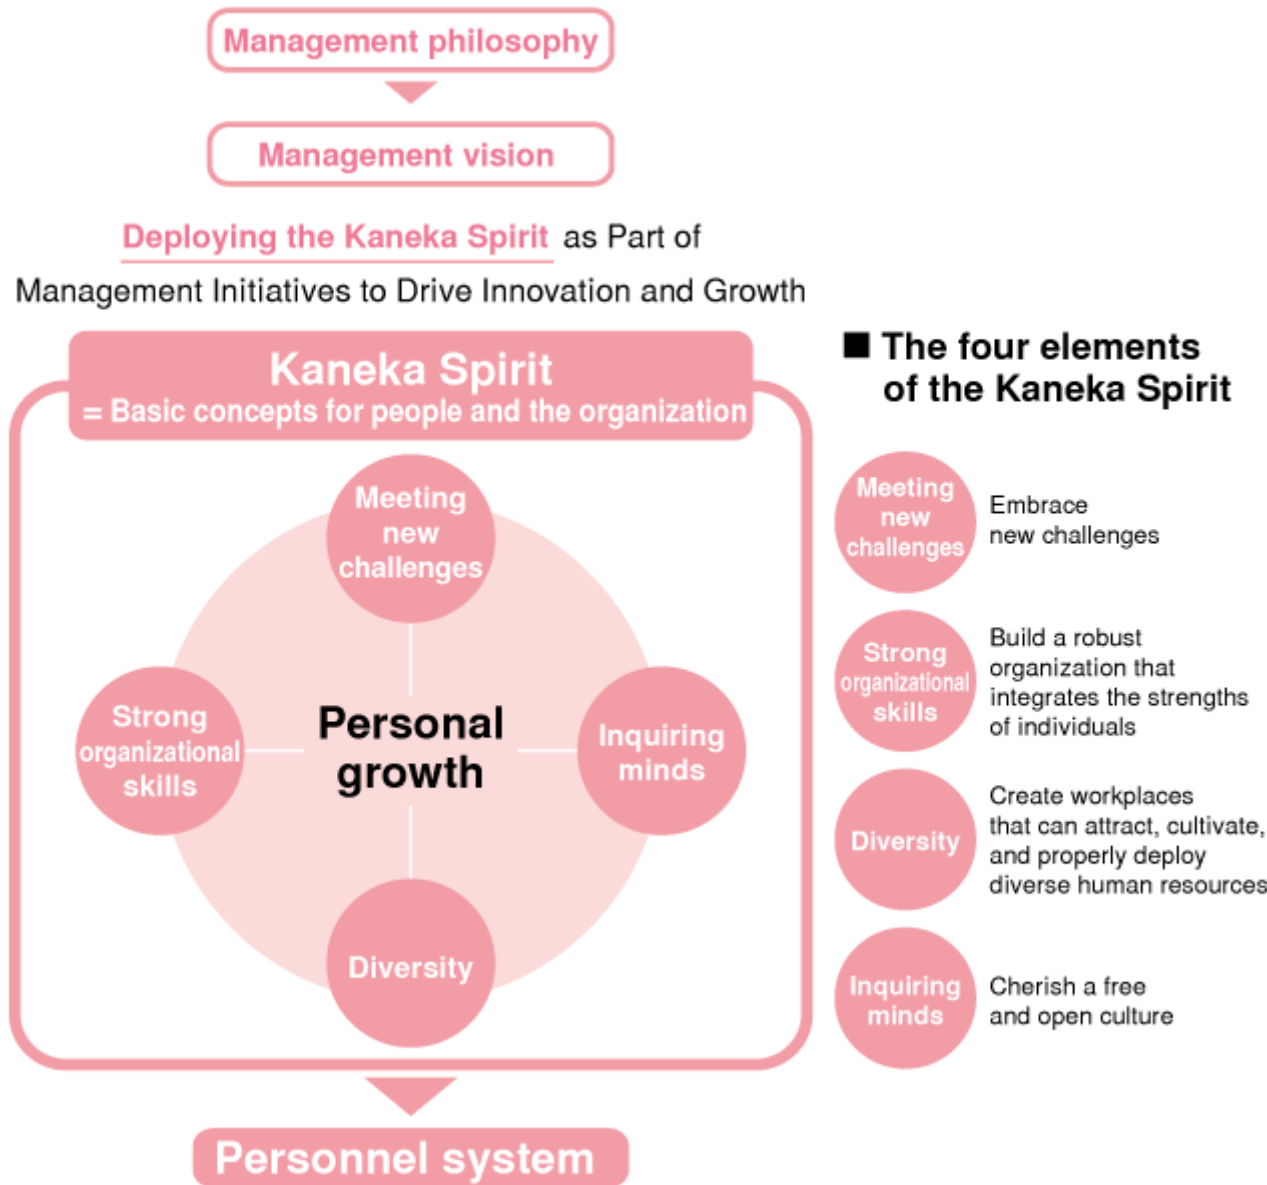 Management philosophy
Management vision
Deploying the Kaneka Spirit as Part of
Management Initiatives to Drive Innovation and Growth
Kaneka Spirit
= Basic concepts for people and the organization
Meeting
new
challenges
Strong
organizational
skills
Personal
growth
Inquiring
minds
Diversity
Personnel system
■ The four elements
of the Kaneka Spirit
Meeting
new
challenges
Embrace
new challenges
Strong
organizational
skills
Build a robust
organization that
integrates the strengths
of individuals
Diversity
Create workplaces
that can attract, cultivate,
and properly deploy
diverse human resources
Inquiring
minds
Cherish a free
and open culture